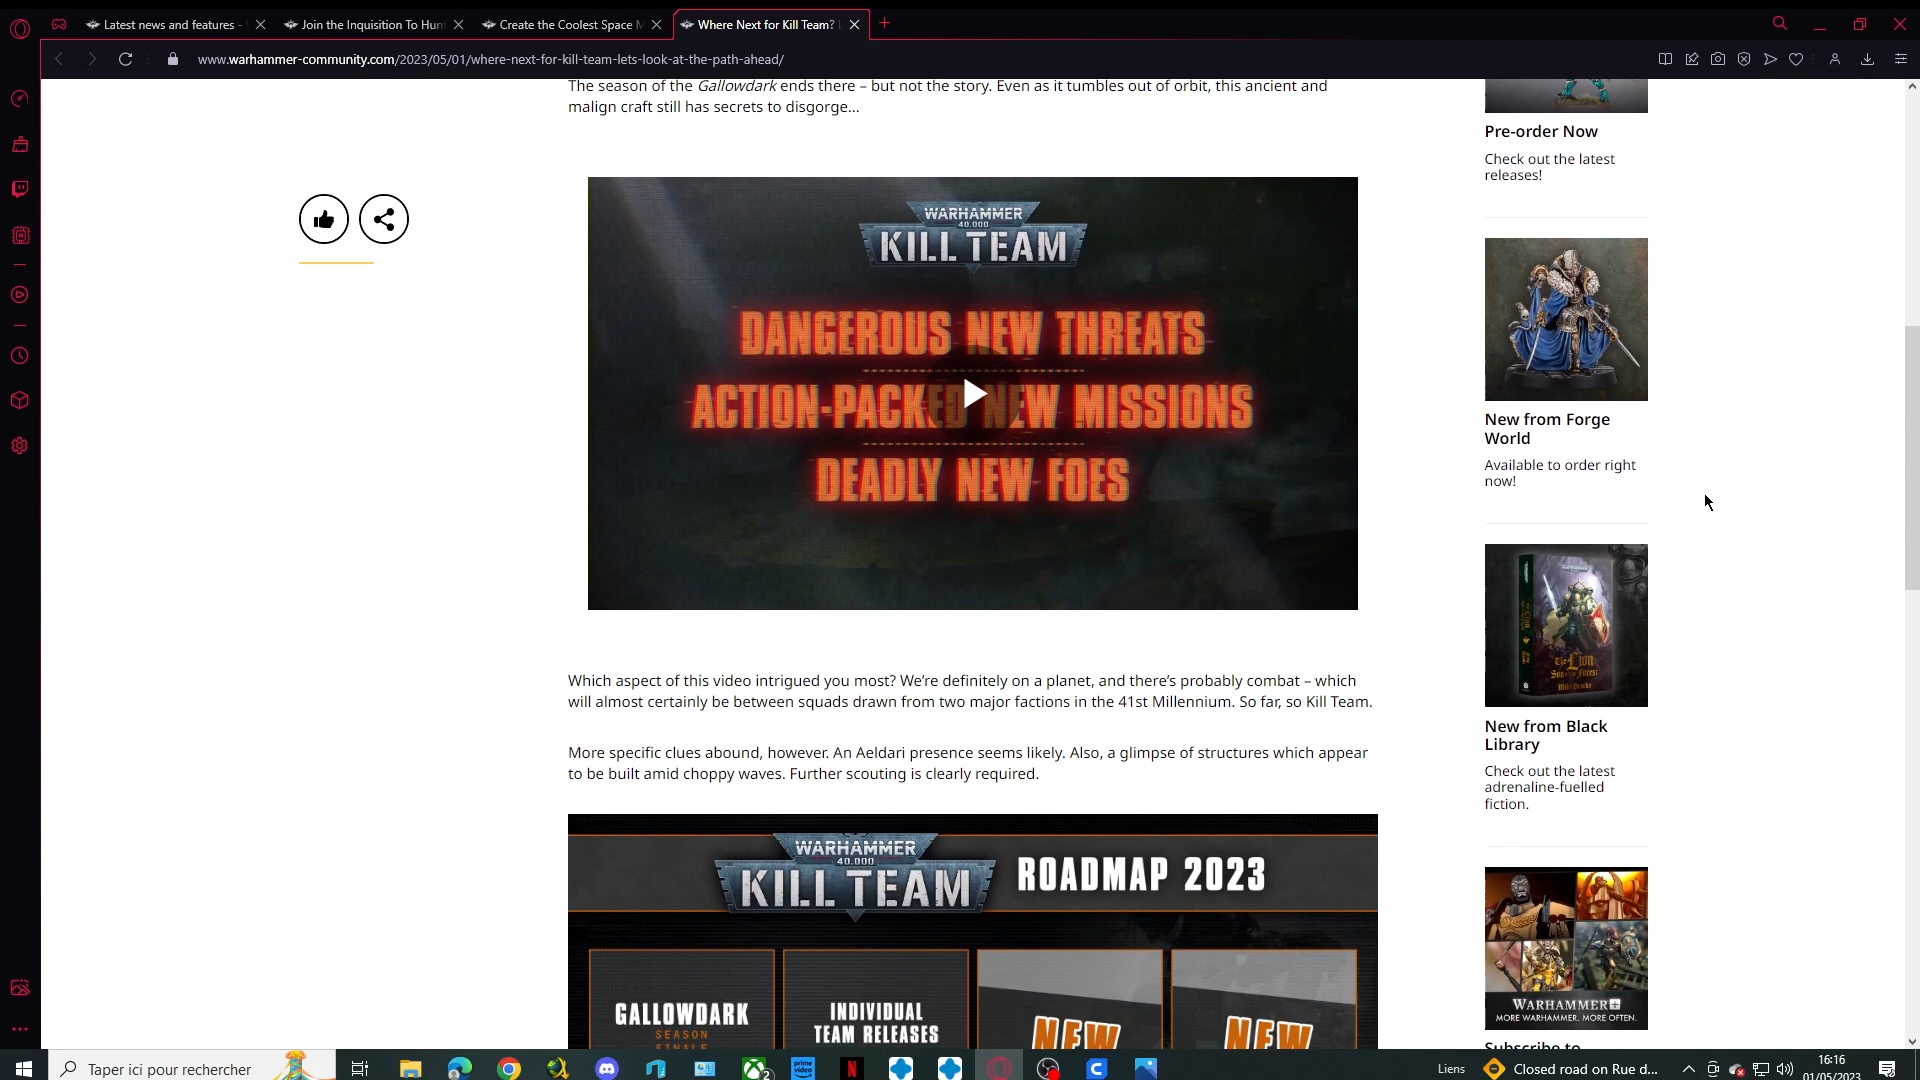 Latest news and features -
Join the Inquisition To Hun
Create the Coolest Space M
Where Next for Kill Team?
www.warhammer-community.com/2023/05/01/where-next-for-kill-team-lets-look-at-the-path-ahead/
The season of the Gallowdark ends there – but not the story. Even as it tumbles out of orbit, this ancient and
malign craft still has secrets to disgorge…
WARHAMMER
40,000
KILL TEAM
DANGEROUS NEW THREATS
ACTION-PACKED NEW MISSIONS
DEADLY NEW FOES
Which aspect of this video intrigued you most? We’re definitely on a planet, and there’s probably combat – which
will almost certainly be between squads drawn from two major factions in the 41st Millennium. So far, so Kill Team.
More specific clues abound, however. An Aeldari presence seems likely. Also, a glimpse of structures which appear
to be built amid choppy waves. Further scouting is clearly required.
WARHAMMER
40,000
KILL TEAM
ROADMAP 2023
GALLOWDARK
SEASON
FINALE
INDIVIDUAL
TEAM RELEASES
NEW
NEW
Pre-order Now
Check out the latest
releases!
New from Forge
World
Available to order right
now!
The Lion
Son of the Forest
Mike Brooks
New from Black
Library
Check out the latest
adrenaline-fuelled
fiction.
WARHAMMER+
MORE WARHAMMER. MORE OFTEN.
Subscribe to
Taper ici pour rechercher
2
Liens
Closed road on Rue d...
16:16
01/05/2023